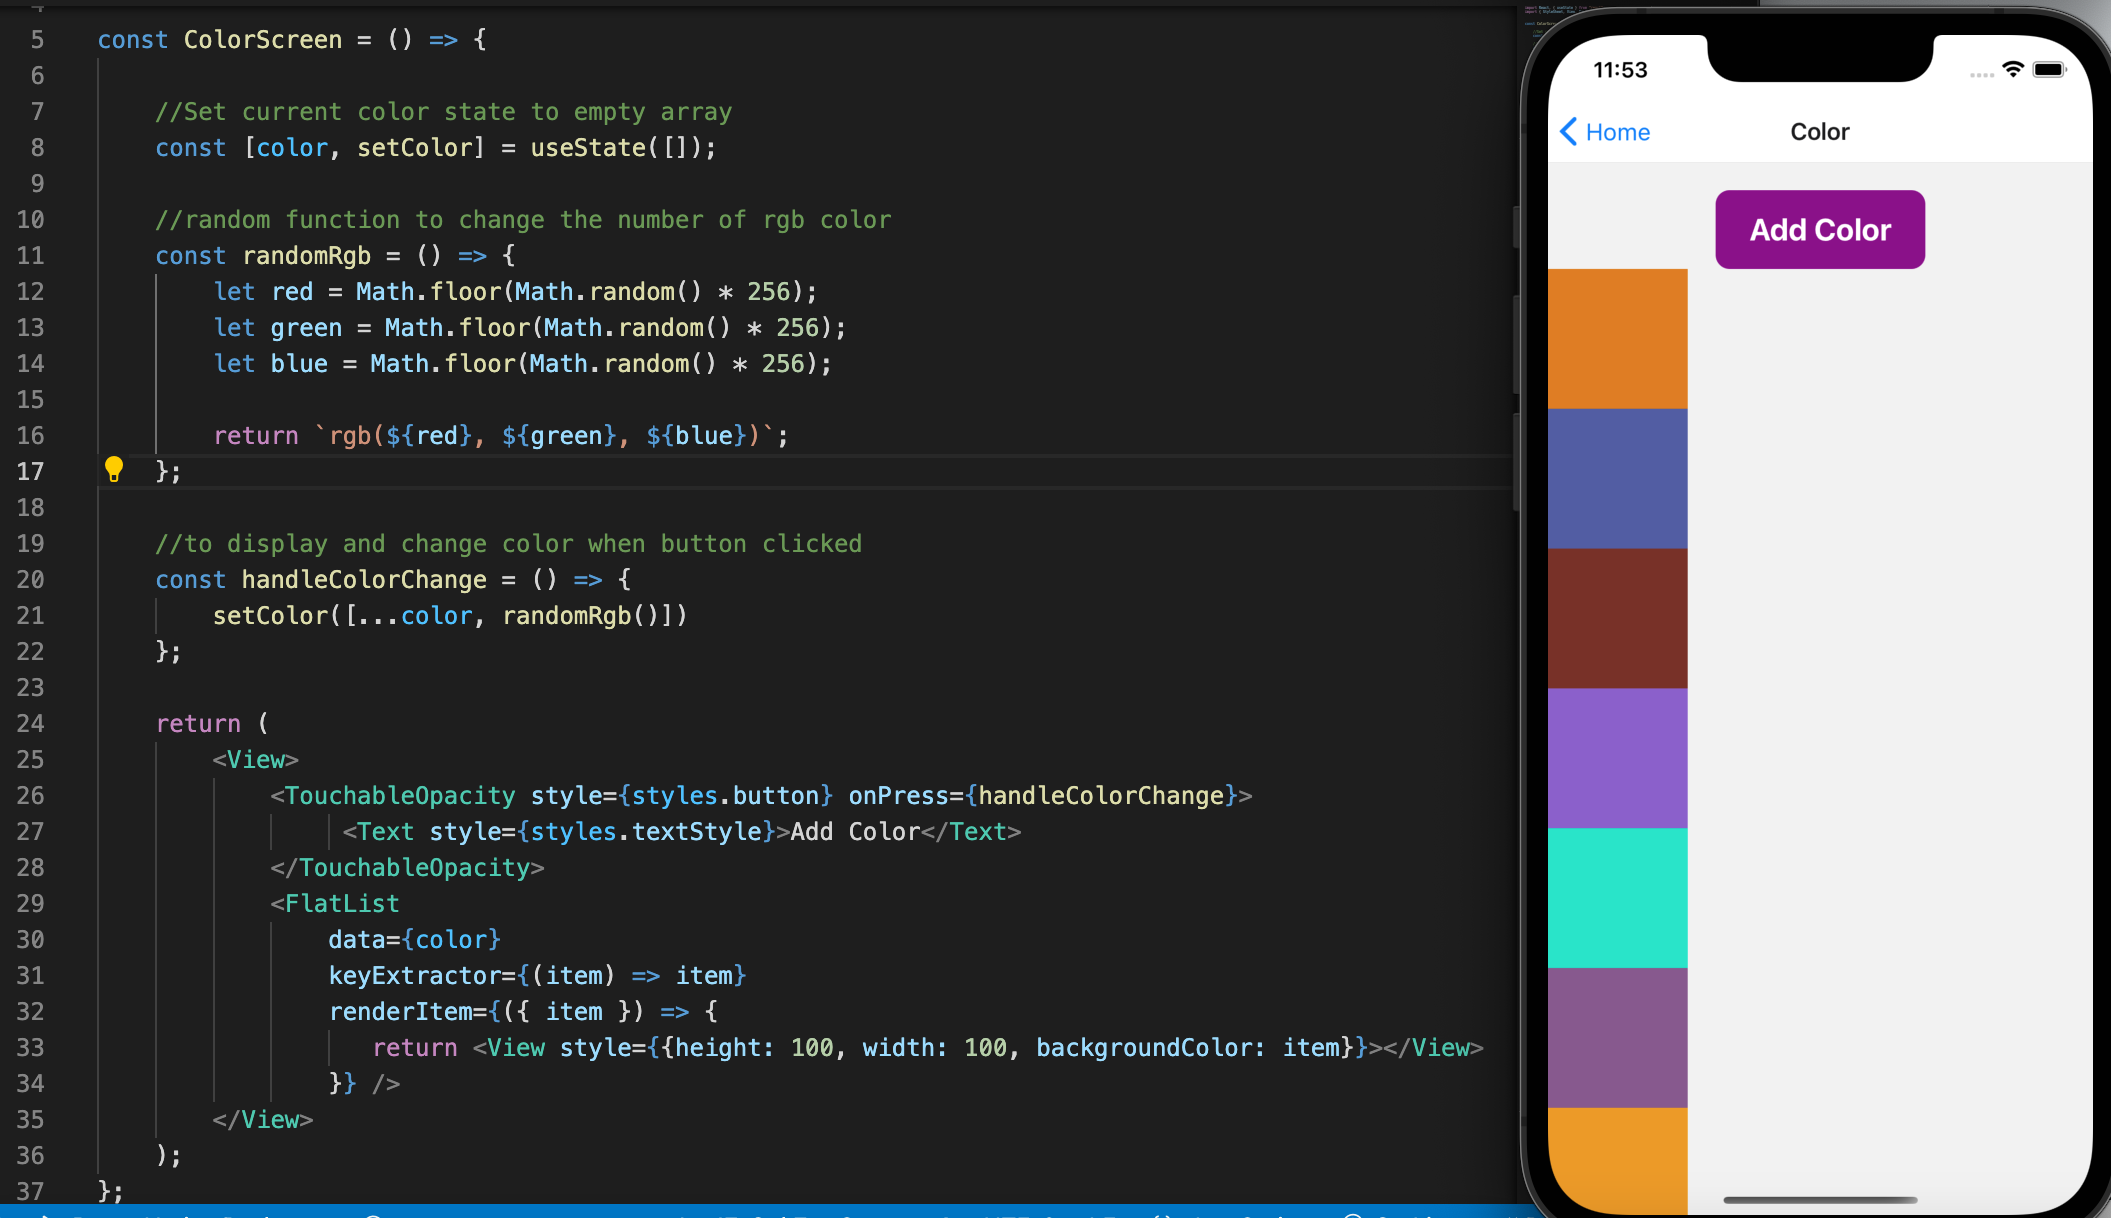 5 const ColorScreen = () => {
6
7 //Set current color state to empty array
8 const [color, setColor] = useState([]);
9
10 //random function to change the number of rgb color
11 const randomRgb = () => {
12 let red = Math.floor(Math.random() * 256);
13 let green = Math.floor(Math.random() * 256);
14 let blue = Math.floor(Math.random() * 256);
15
16 return `rgb(${red}, ${green}, ${blue})`;
17 };
18
19 //to display and change color when button clicked
20 const handleColorChange = () => {
21 setColor([...color, randomRgb()])
22 };
23
24 return (
25 <View>
26 <TouchableOpacity style={styles.button} onPress={handleColorChange}>
27 <Text style={styles.textStyle}>Add Color</Text>
28 </TouchableOpacity>
29 <FlatList
30 data={color}
31 keyExtractor={(item) => item}
32 renderItem={({ item }) => {
33 return <View style={{height: 100, width: 100, backgroundColor: item}}></View>
34 }} />
35 </View>
36 );
37 };
11:53
Home
Color
Add Color